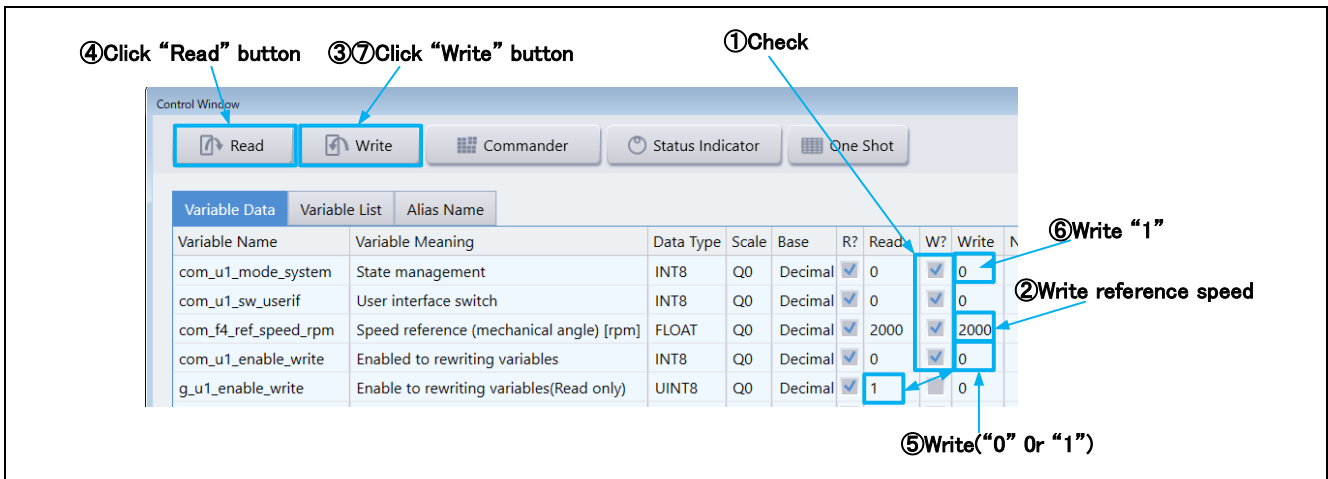 ④Click “Read” button ③⑦Click “Write” button ①Check
Control Window
Read Write Commander Status Indicator One Shot
Variable Data Variable List Alias Name
Variable Name Variable Meaning Data Type Scale Base R? Read W? Write N
com_u1_mode_system State management INT8 Q0 Decimal 0 0
⑥Write “1”
com_u1_sw_userif User interface switch INT8 Q0 Decimal 0 0
②Write reference speed
com_f4_ref_speed_rpm Speed reference (mechanical angle) [rpm] FLOAT Q0 Decimal 2000 2000
com_u1_enable_write Enabled to rewriting variables INT8 Q0 Decimal 0 0
g_u1_enable_write Enable to rewriting variables(Read only) UINT8 Q0 Decimal 1 0
⑤Write(“0” 0r “1”)